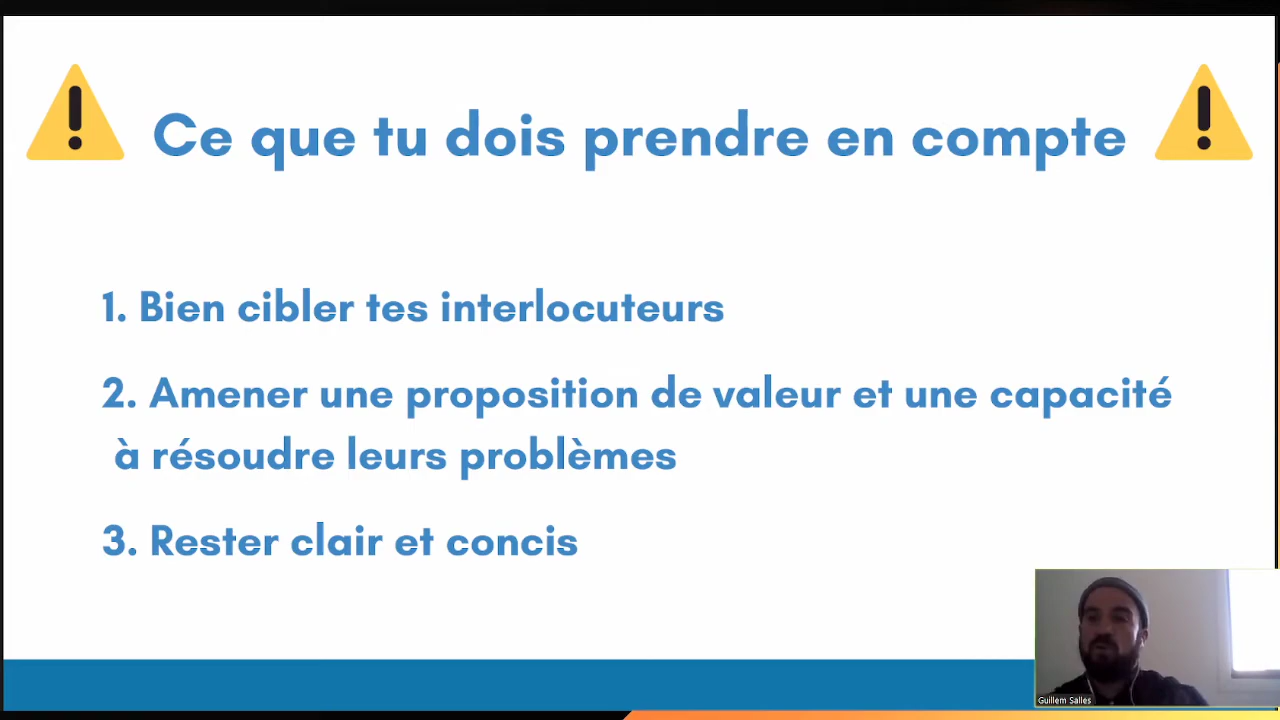 Ce que tu dois prendre en compte
1. Bien cibler tes interlocuteurs
2. Amener une proposition de valeur et une capacité
à résoudre leurs problèmes
3. Rester clair et concis
Guillem Salles